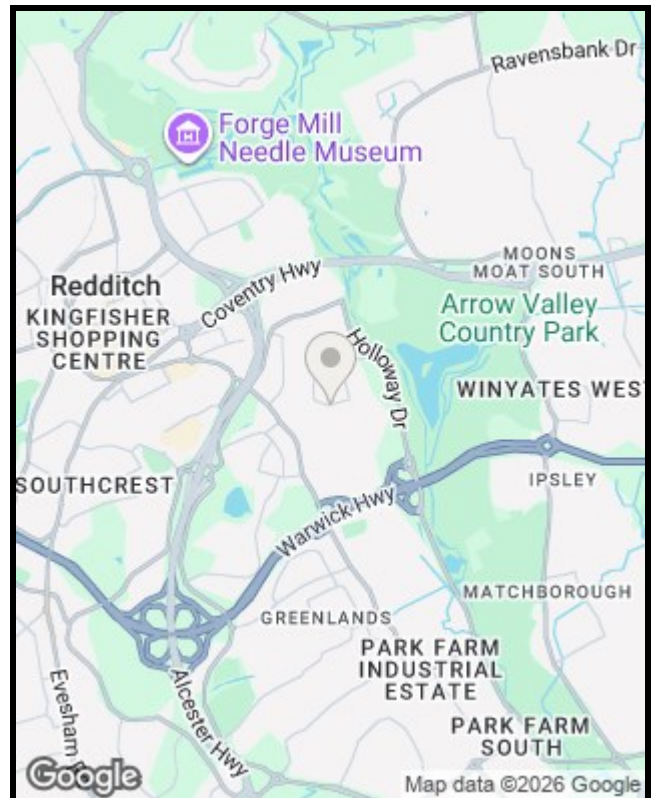 Ravensbank Dr
Forge Mill
Needle Museum
MOONS
MOAT SOUTH
Coventry Hwy
Redditch
KINGFISHER
SHOPPING
CENTRE
Arrow Valley
Country Park
Holloway Dr
WINYATES WES
SOUTHCREST
IPSLEY
Warwick Hwy
MATCHBOROUGH
GREENLANDS
PARK FARM
INDUSTRIAL
ESTATE
Evesham
Alcester Hwy
PARK FARM
SOUTH
Google
Map data ©2026 Google